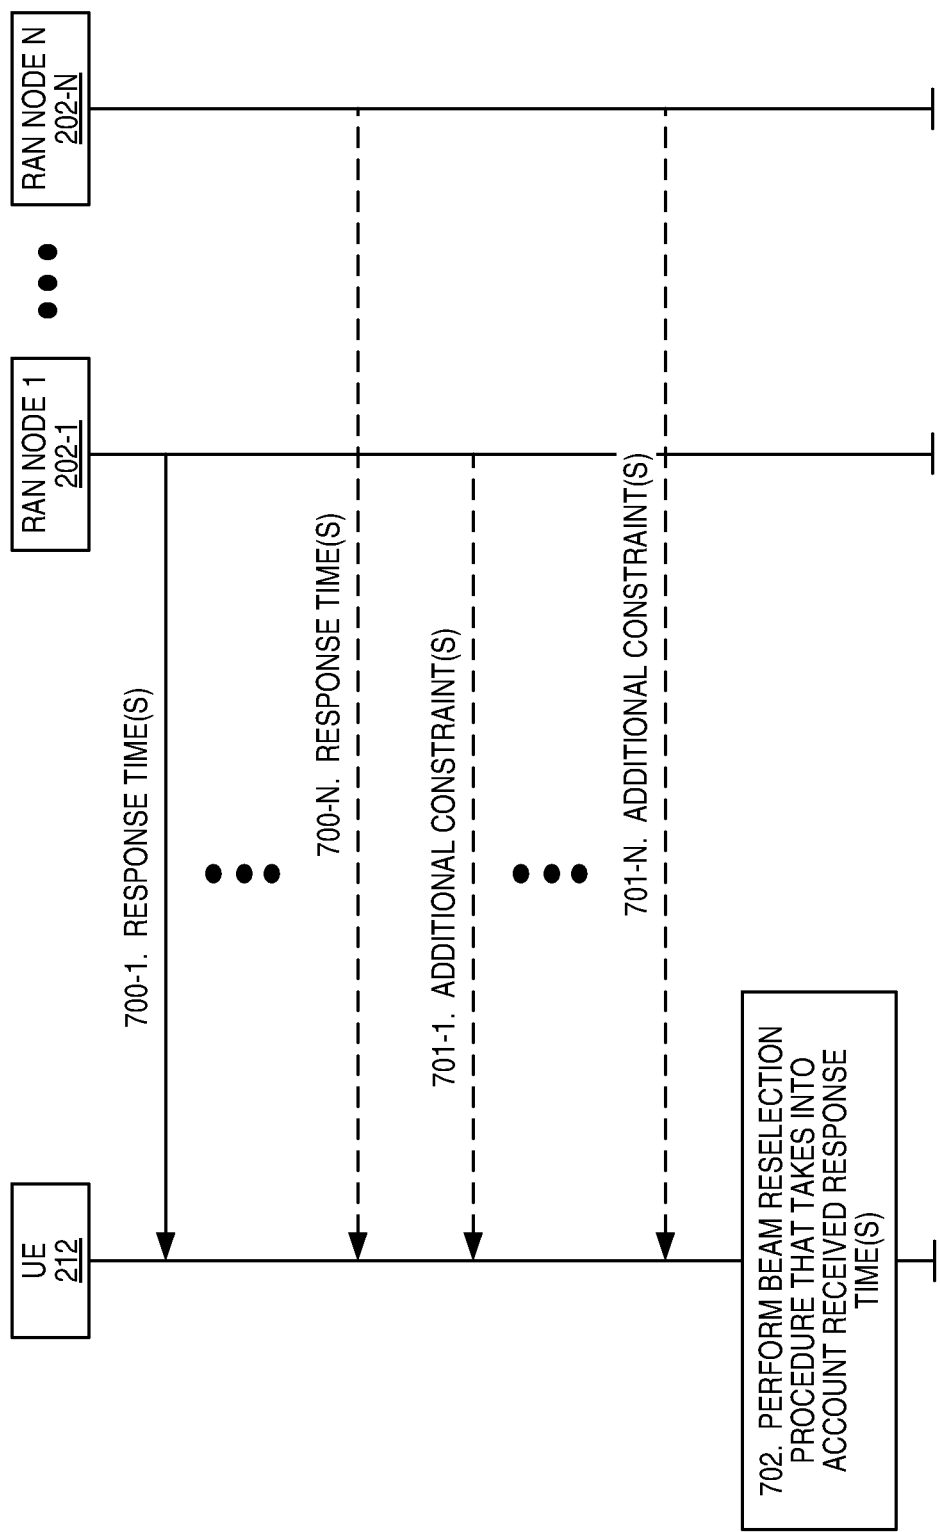 UE
212
RAN NODE 1
202-1
RAN NODE N
202-N
700-1. RESPONSE TIME(S)
700-N. RESPONSE TIME(S)
701-1. ADDITIONAL CONSTRAINT(S)
701-N. ADDITIONAL CONSTRAINT(S)
702. PERFORM BEAM RESELECTION
PROCEDURE THAT TAKES INTO
ACCOUNT RECEIVED RESPONSE
TIME(S)